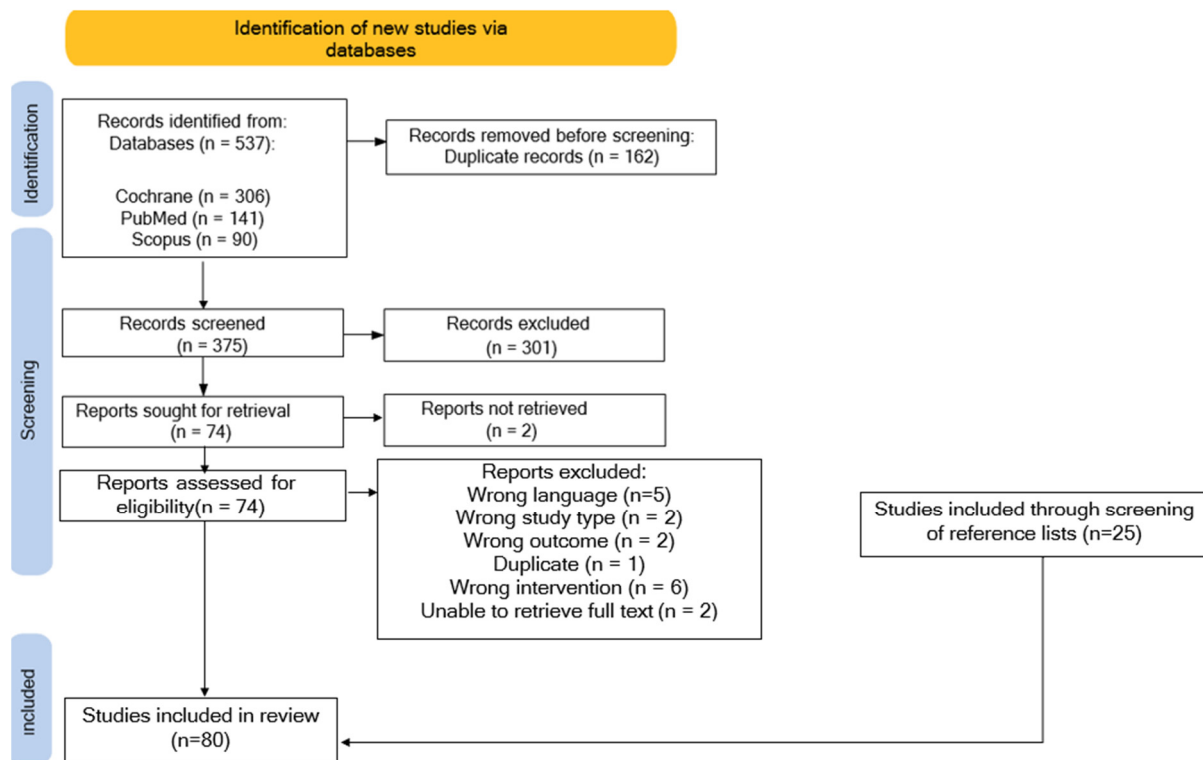 Identification of new studies via
databases
Identification
Records identified from:
Databases (n = 537):
Cochrane (n = 306)
PubMed (n = 141)
Scopus (n = 90)
Records removed before screening:
Duplicate records (n = 162)
Screening
Records screened
(n = 375)
Records excluded
(n = 301)
Reports sought for retrieval
(n = 74)
Reports not retrieved
(n = 2)
Reports assessed for
eligibility(n = 74)
Reports excluded:
Wrong language (n=5)
Wrong study type (n = 2)
Wrong outcome (n = 2)
Duplicate (n = 1)
Wrong intervention (n = 6)
Unable to retrieve full text (n = 2)
Studies included through screening
of reference lists (n=25)
included
Studies included in review
(n=80)